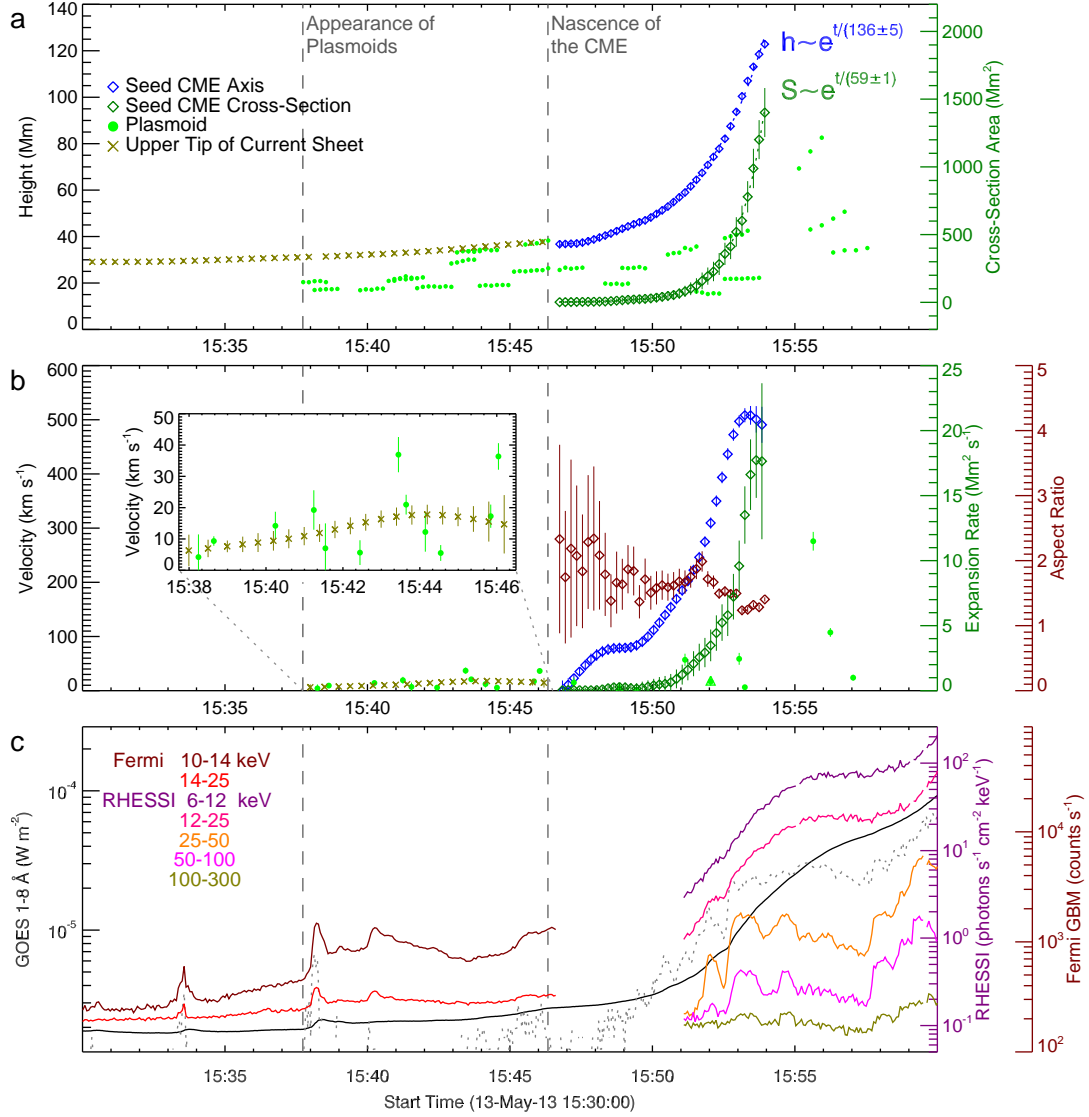 a
Appearance of
Plasmoids
Nascence of
the CME
h~e^t/(136±5)
S~e^t/(59±1)
Seed CME Axis
Seed CME Cross-Section
Plasmoid
Upper Tip of Current Sheet
Height (Mm)
140
120
100
80
60
40
20
0
2000
1500
1000
500
0
Cross-Section Area (Mm²)
15:35 15:40 15:45 15:50 15:55
b
Velocity (km s⁻¹)
600
500
400
300
200
100
0
Velocity (km s⁻¹)
50
40
30
20
10
0
15:38 15:40 15:42 15:44 15:46
25
20
15
10
5
0
Expansion Rate (Mm² s⁻¹)
5
4
3
2
1
0
Aspect Ratio
15:35 15:40 15:45 15:50 15:55
c
Fermi 10-14 keV
14-25
RHESSI 6-12 keV
12-25
25-50
50-100
100-300
GOES 1-8 Å (W m⁻²)
10⁻⁴
10⁻⁵
10²
10¹
10⁰
10⁻¹
RHESSI (photons s⁻¹ cm⁻² keV⁻¹)
10⁴
10³
10²
Fermi GBM (counts s⁻¹)
15:35 15:40 15:45 15:50 15:55
Start Time (13-May-13 15:30:00)